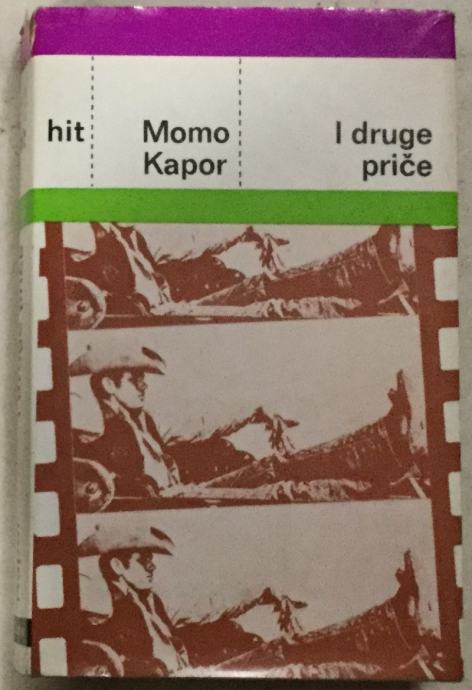 hit
Momo
Kapor
I druge
priče